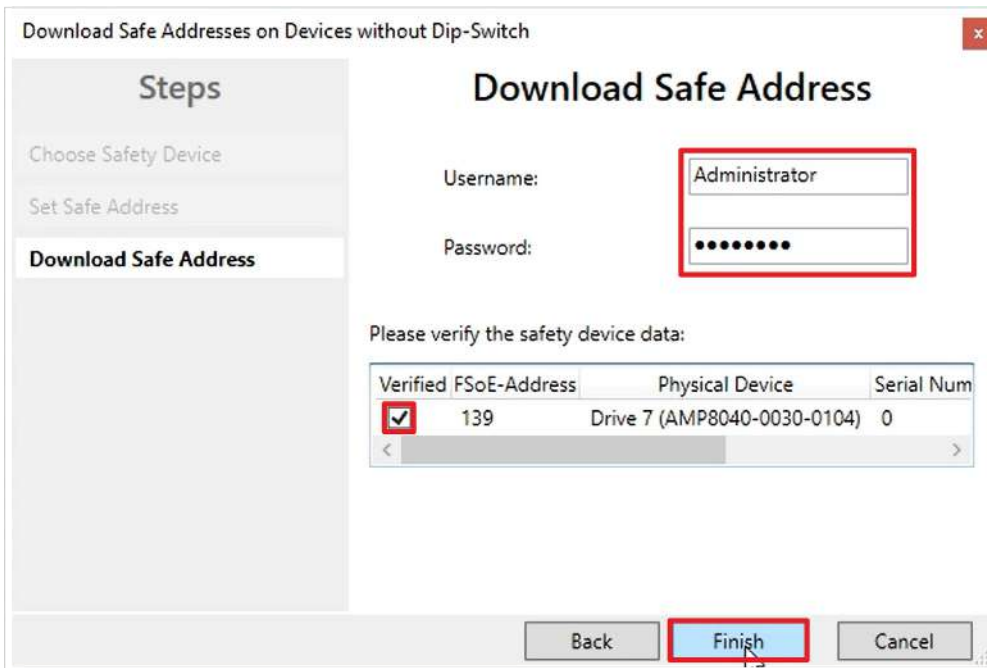 Download Safe Addresses on Devices without Dip-Switch
x
Steps
Choose Safety Device
Set Safe Address
Download Safe Address
Download Safe Address
Username:
Administrator
Password:
●●●●●●●●
Please verify the safety device data:
Verified FSoE-Address Physical Device Serial Num
139 Drive 7 (AMP8040-0030-0104) 0
Back Finish Cancel